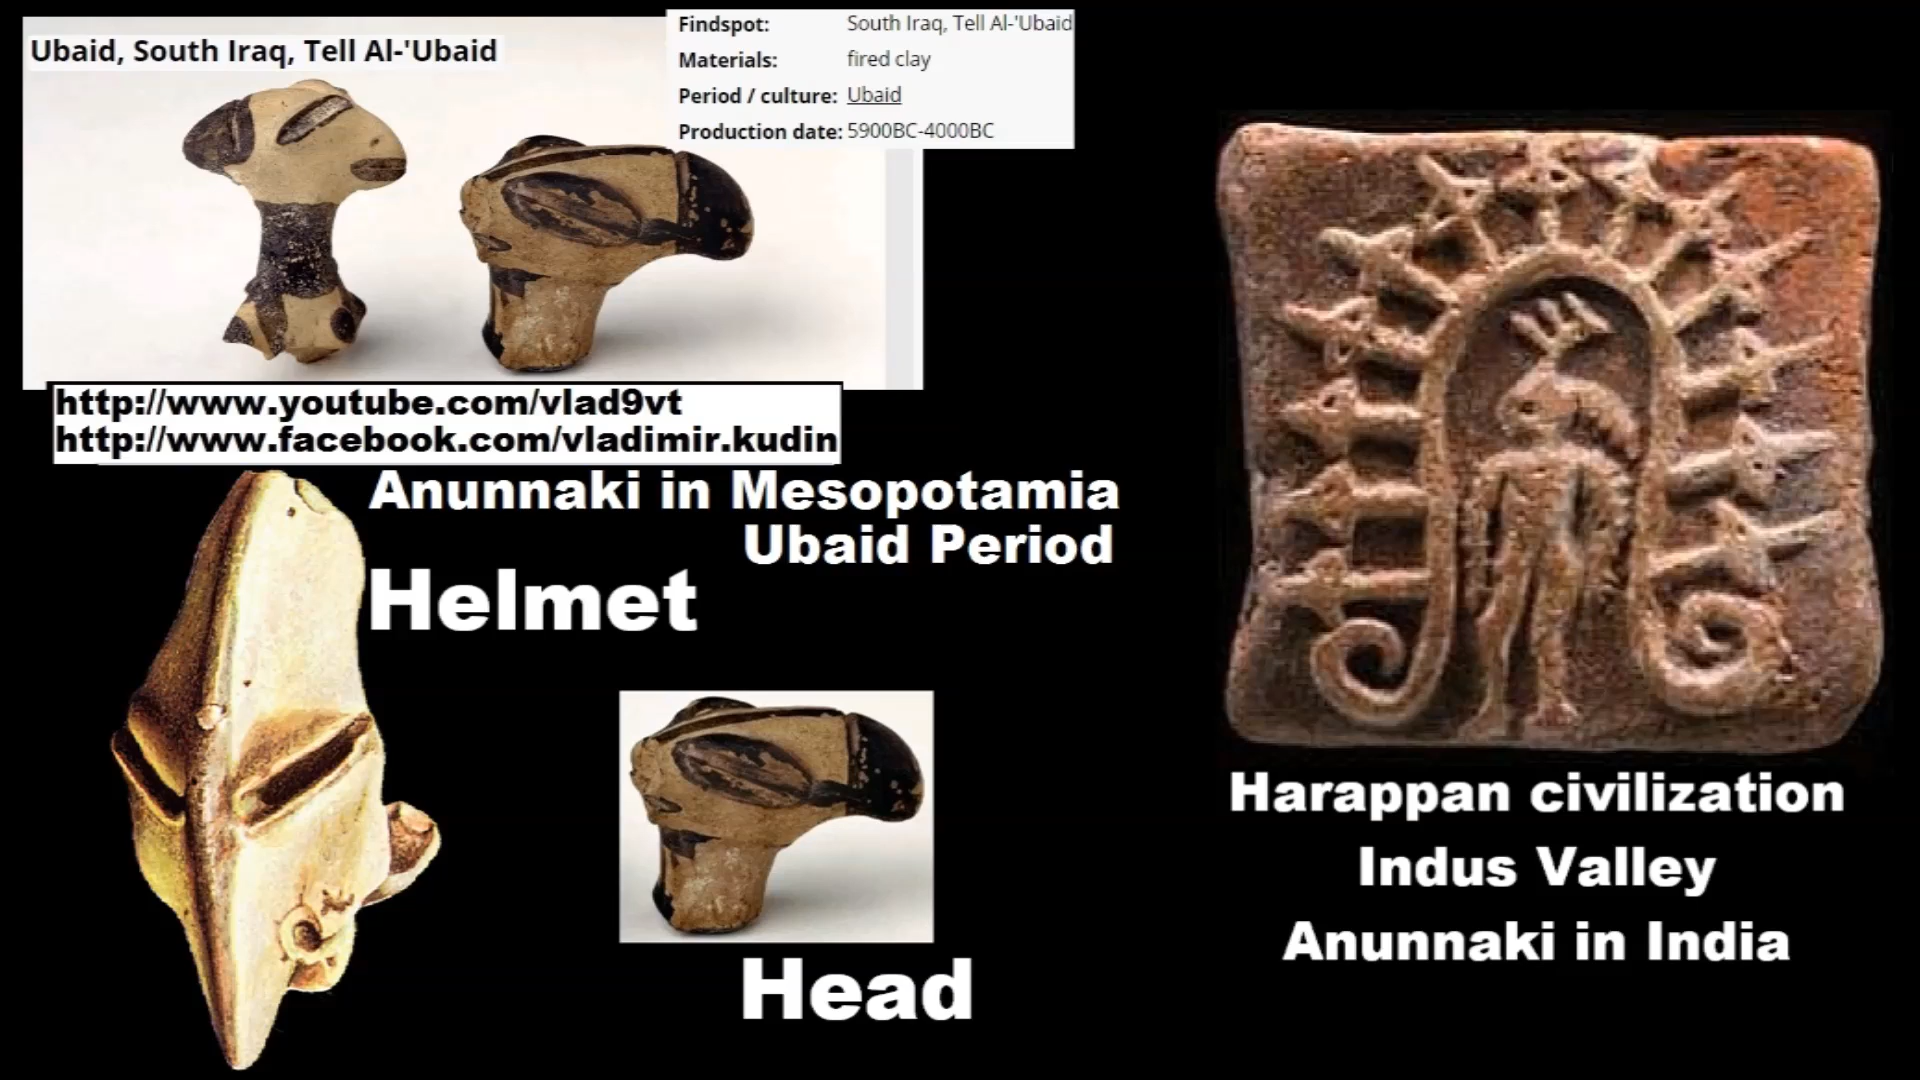 Ubaid, South Iraq, Tell Al-'Ubaid
Findspot: South Iraq, Tell Al-'Ubaid
Materials: fired clay
Period / culture: Ubaid
Production date: 5900BC-4000BC
http://www.youtube.com/vlad9vt
http://www.facebook.com/vladimir.kudin
Anunnaki in Mesopotamia
Ubaid Period
Helmet
Head
Harappan civilization
Indus Valley
Anunnaki in India